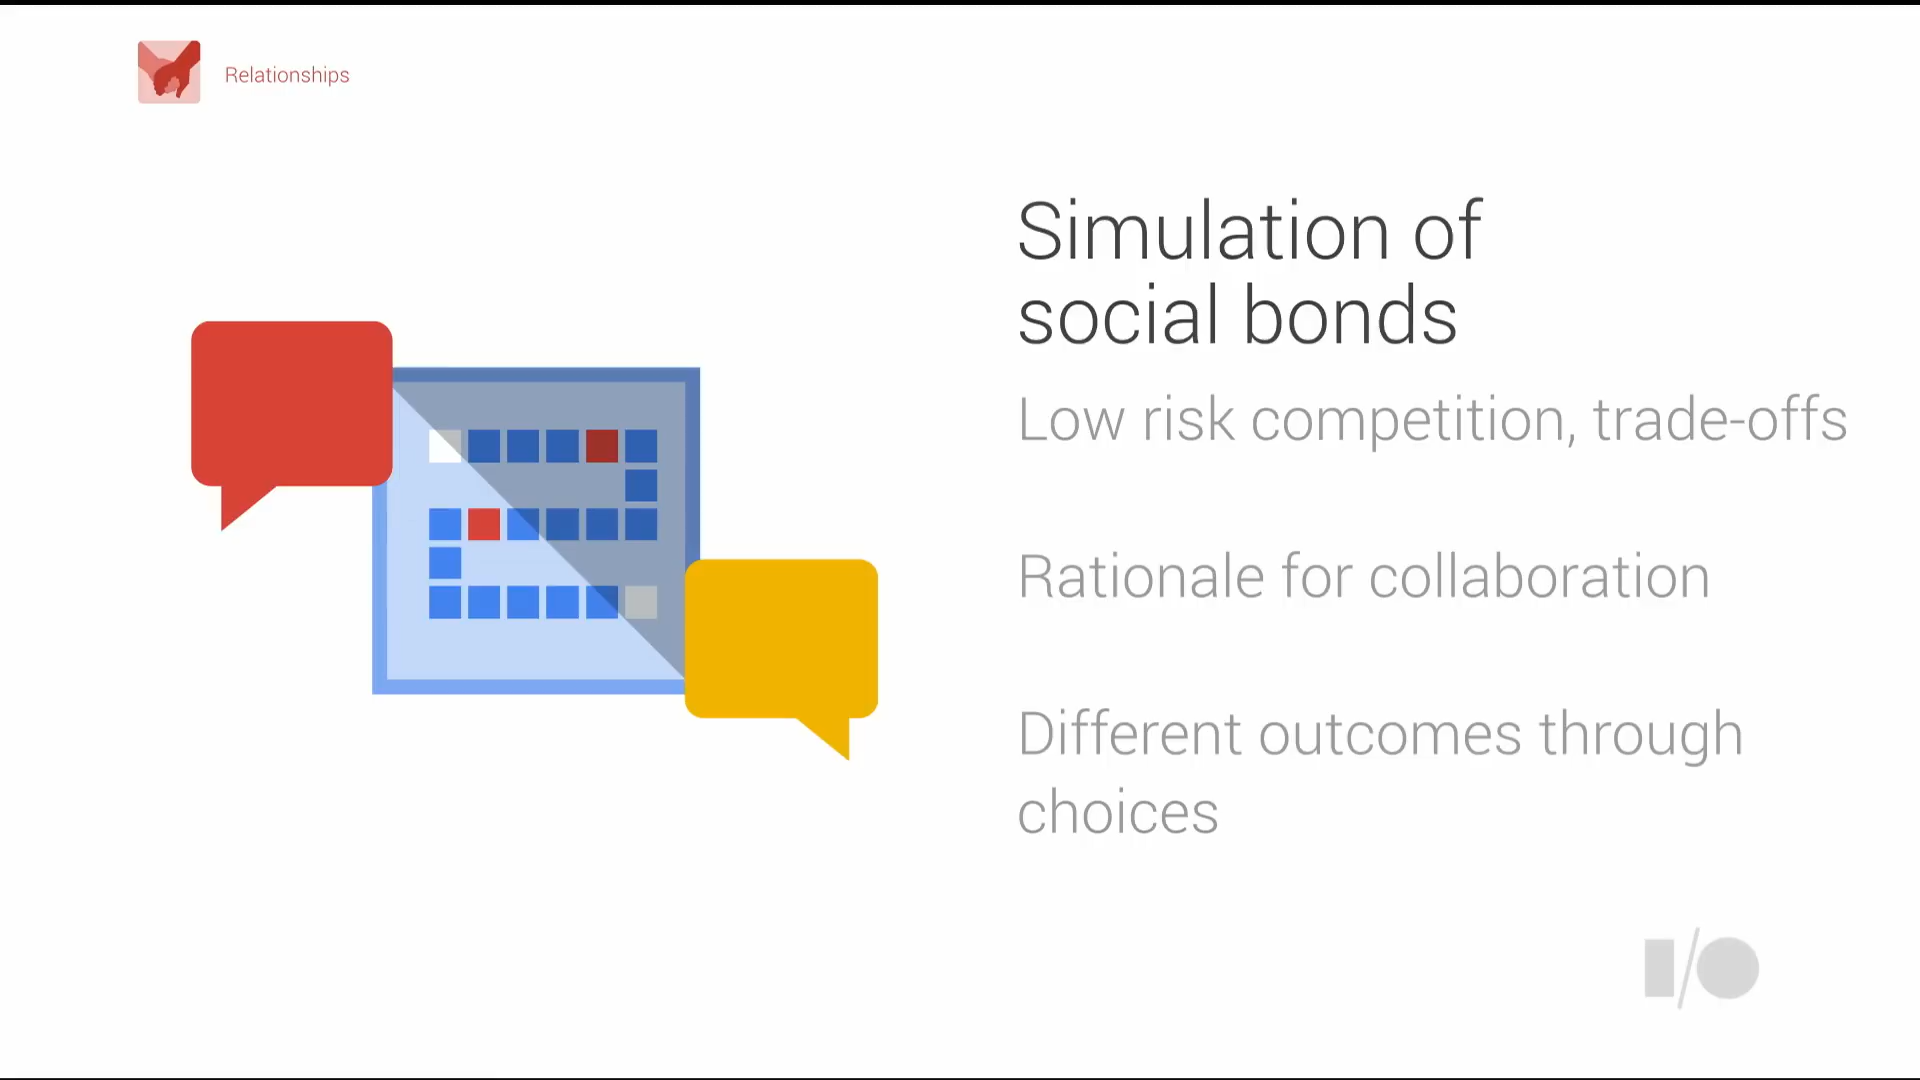 Relationships
Simulation of
social bonds
Low risk competition, trade-offs
Rationale for collaboration
Different outcomes through
choices
I/O